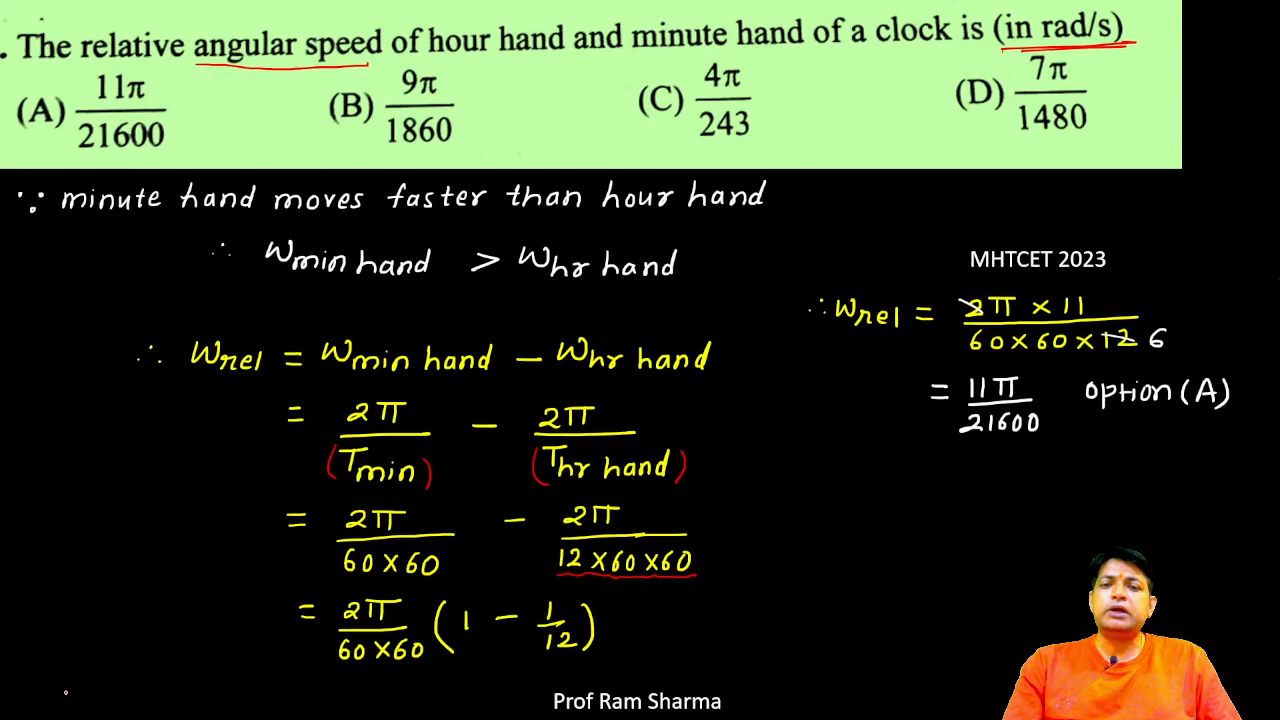 . The relative angular speed of hour hand and minute hand of a clock is (in rad/s)
(A) 11π/21600 (B) 9π/1860 (C) 4π/243 (D) 7π/1480
∵ minute hand moves faster than hour hand
∴ ωmin hand > ωhr hand
∴ ωrel = ωmin hand − ωhr hand
= 2π/(Tmin) − 2π/(Thr hand)
= 2π/60×60 − 2π/12×60×60
= 2π/60×60 (1 − 1/12)
MHTCET 2023
∴ ωrel = 2π × 11/60×60×12 6
= 11π/21600 option (A)
Prof Ram Sharma